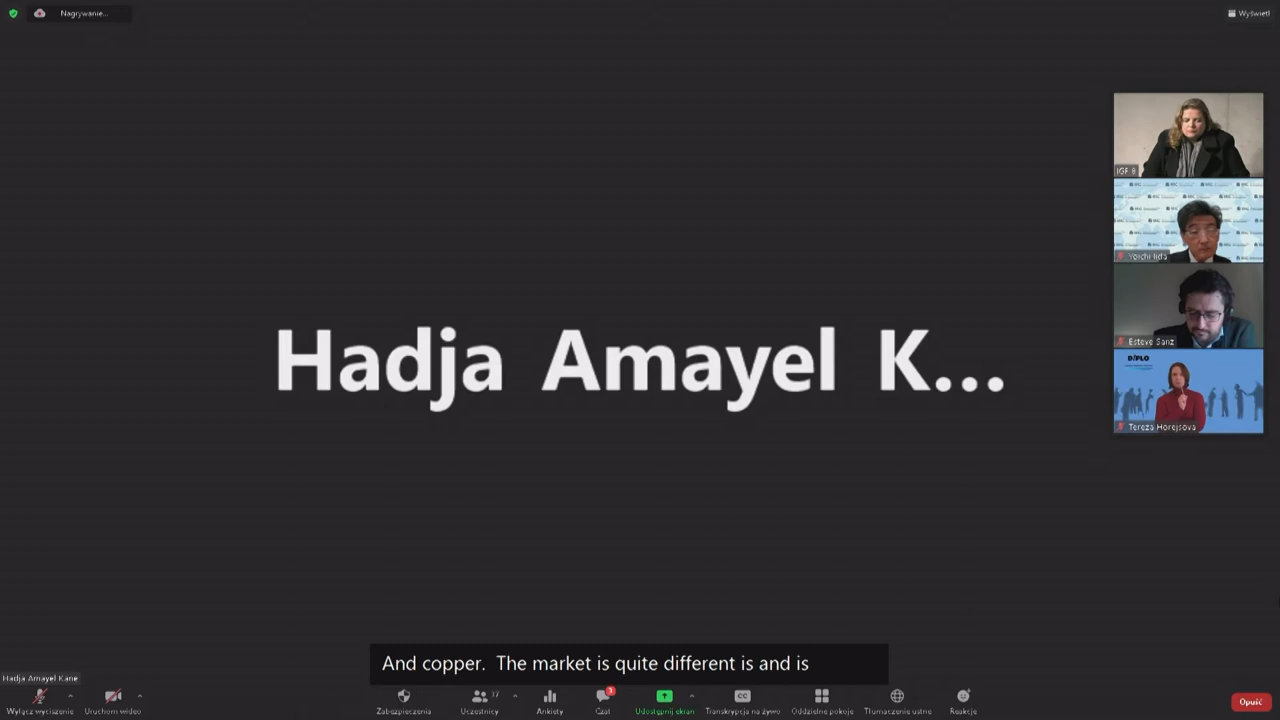 Nagrywanie...
Wyświetl
IGF 8
Yoichi Iida
Esteve Sanz
DIPLO
Tereza Horejsova
Hadja Amayel K...
And copper. The market is quite different is and is
Hadja Amayel Kane
Wyłącz wyciszenie
Uruchom wideo
Zabezpieczenia
37
Uczestnicy
Ankiety
Czat
Udostępnij ekran
CC
Transkrypcja na żywo
Oddzielne pokoje
Tłumaczenie ustne
Reakcje
Opuść